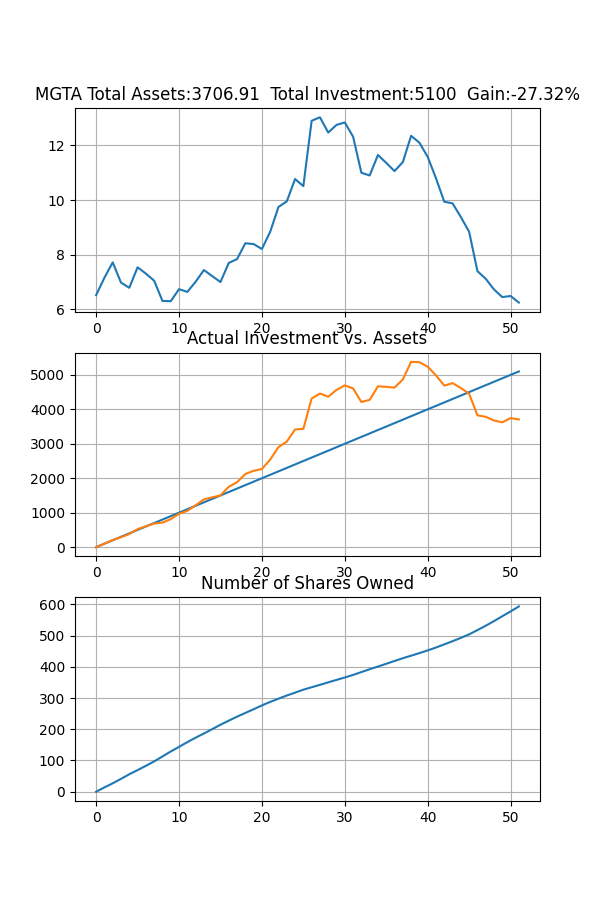 MGTA Total Assets:3706.91  Total Investment:5100  Gain:-27.32%
12
10
8
6
0 10 20 30 40 50
Actual Investment vs. Assets
5000
4000
3000
2000
1000
0
0 10 20 30 40 50
Number of Shares Owned
600
500
400
300
200
100
0
0 10 20 30 40 50